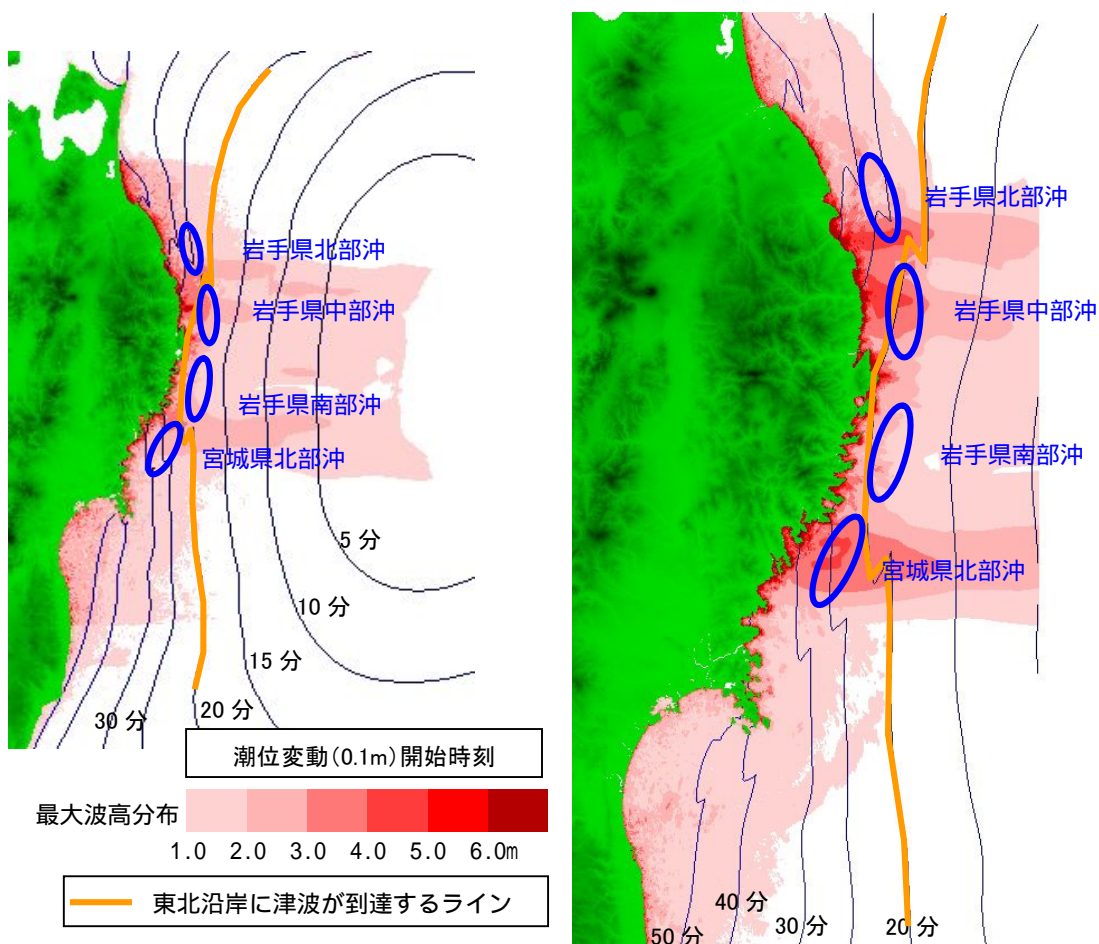 岩手県北部沖
岩手県中部沖
岩手県南部沖
宮城県北部沖
5 分
10 分
15 分
20 分
30 分
潮位変動(0.1m)開始時刻
最大波高分布
1.0 2.0 3.0 4.0 5.0 6.0m
東北沿岸に津波が到達するライン
岩手県北部沖
岩手県中部沖
岩手県南部沖
宮城県北部沖
50 分
40 分
30 分
20 分